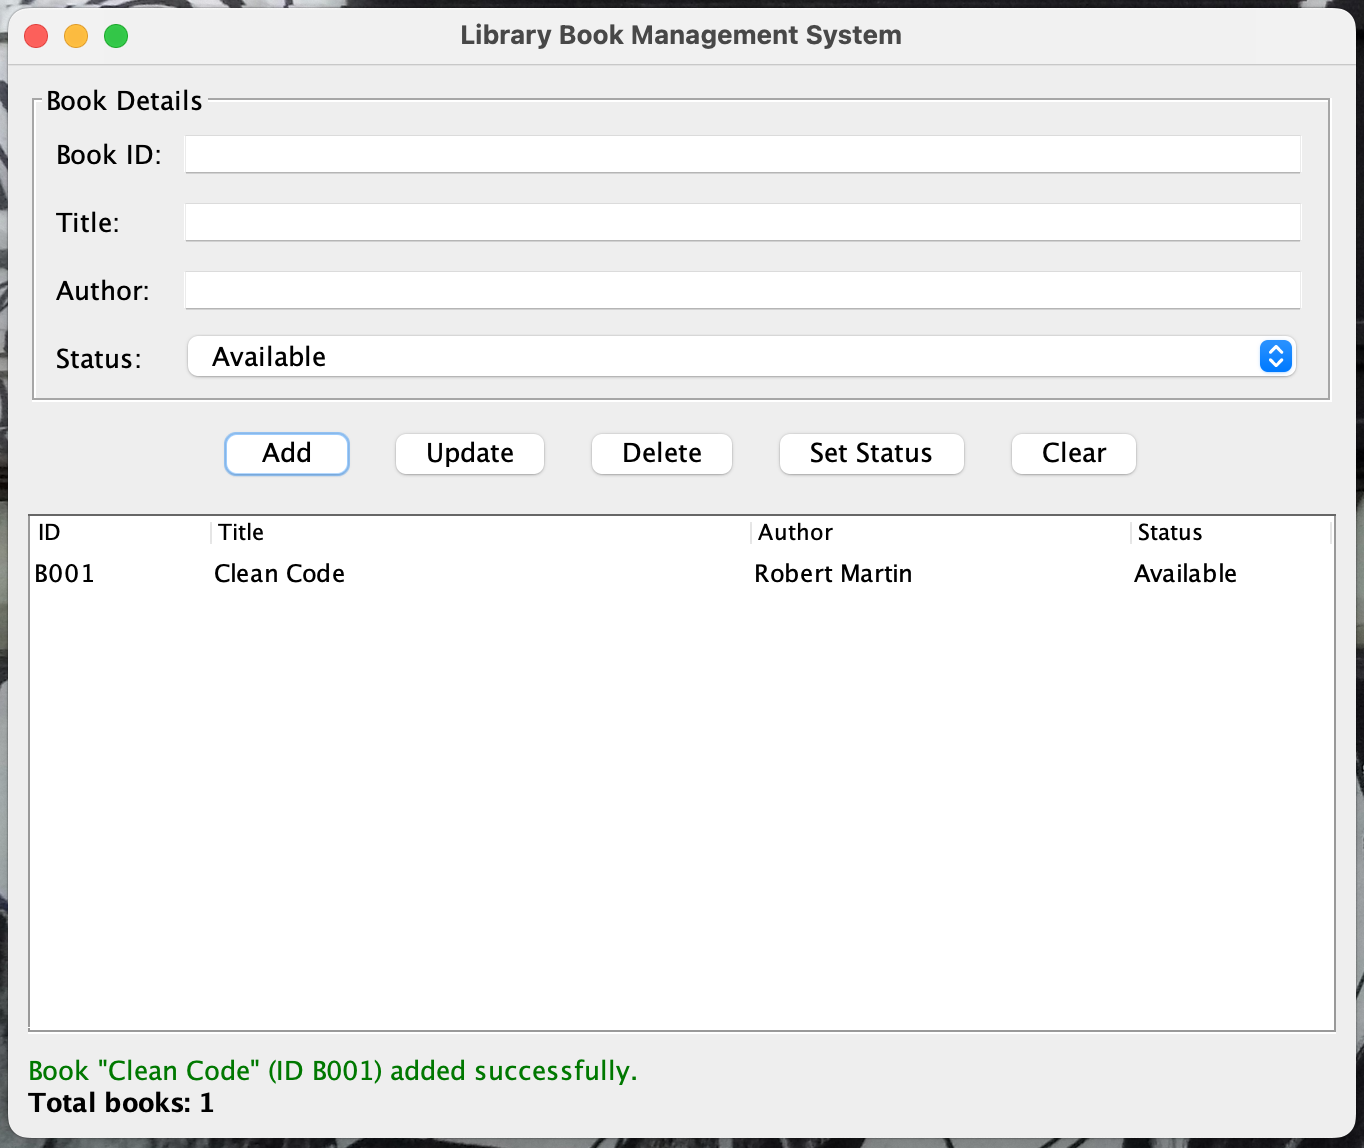 Library Book Management System
Book Details
Book ID:
Title:
Author:
Status: Available
Add Update Delete Set Status Clear
ID Title Author Status
B001 Clean Code Robert Martin Available
Book "Clean Code" (ID B001) added successfully.
Total books: 1